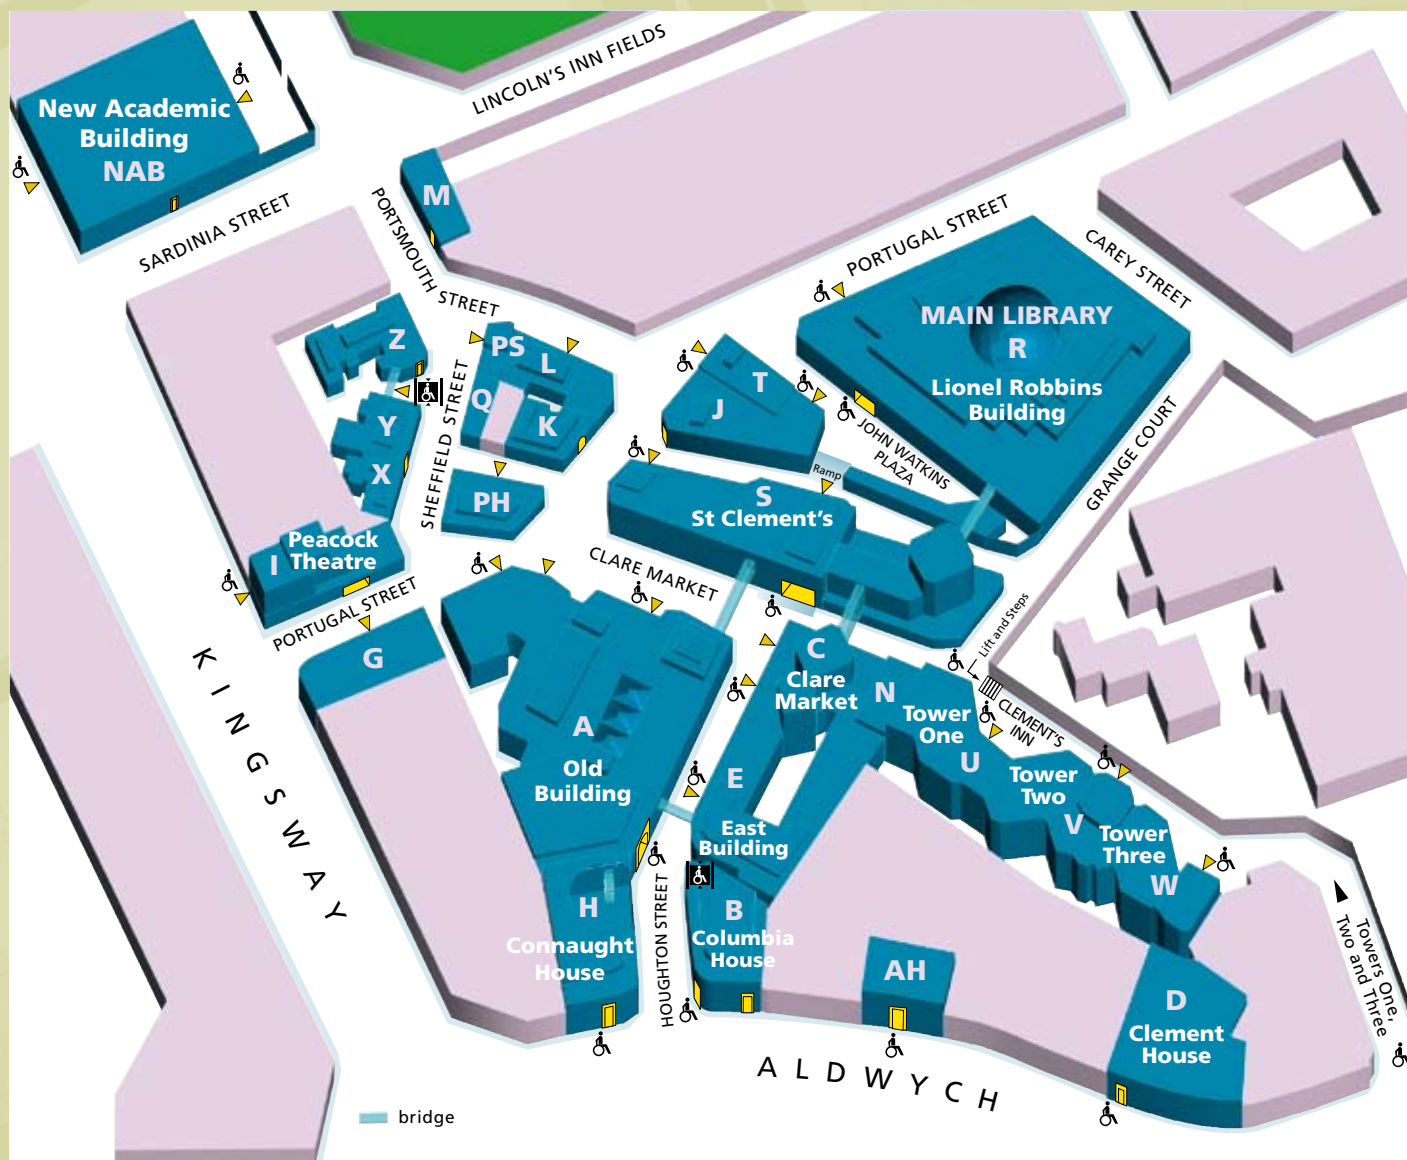 LINCOLN'S INN FIELDS
New Academic
Building
NAB
M
SARDINIA STREET
PORTSMOUTH STREET
PORTUGAL STREET
CAREY STREET
MAIN LIBRARY
R
Lionel Robbins
Building
Z
PS
L
Q
K
T
J
Y
X
SHEFFIELD STREET
JOHN WATKINS
PLAZA
GRANGE COURT
Ramp
PH
S
St Clement's
Peacock
Theatre
I
CLARE MARKET
PORTUGAL STREET
Lift and Steps
G
C
Clare
Market
N
Tower
One
CLEMENT'S
INN
KINGSWAY
A
Old
Building
E
East
Building
U
Tower
Two
V
Tower
Three
W
H
Connaught
House
HOUGHTON STREET
B
Columbia
House
AH
D
Clement
House
Towers One,
Two and Three
ALDWYCH
bridge